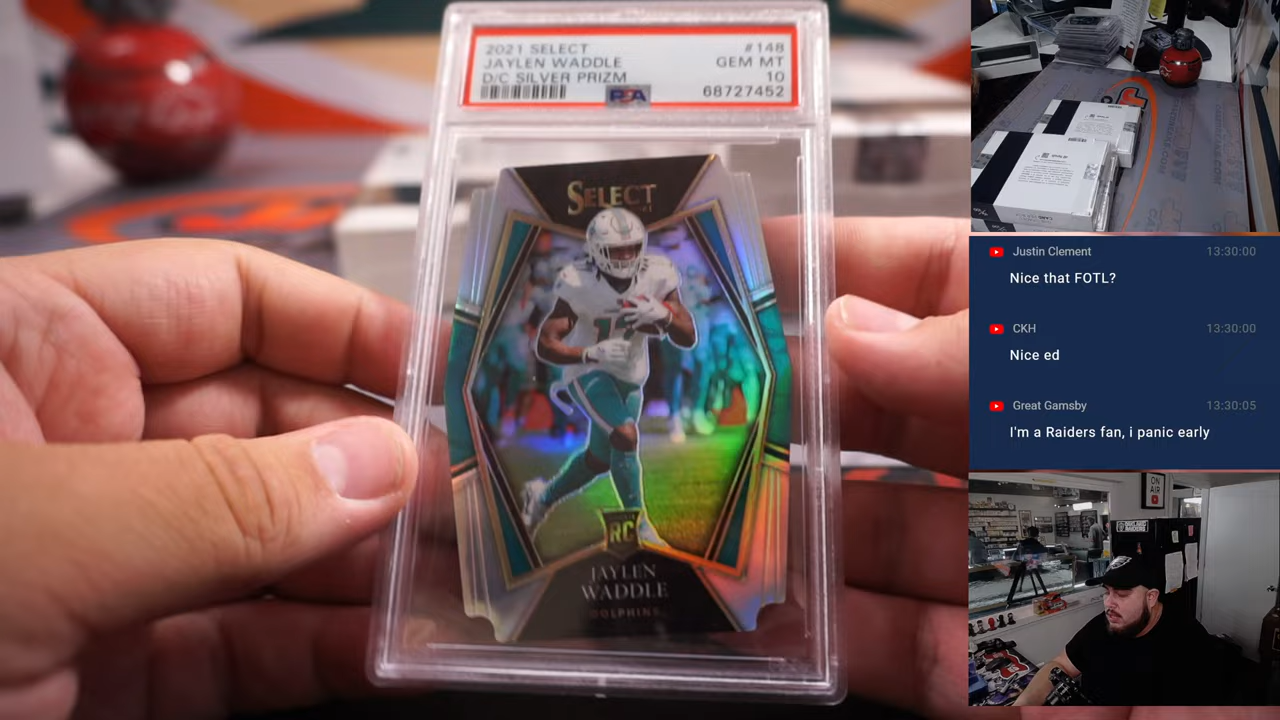 2021 SELECT #148
JAYLEN WADDLE GEM MT
D/C SILVER PRIZM 10
PSA 68727452
SELECT
RC
JAYLEN
WADDLE
DOLPHINS
Justin Clement 13:30:00
Nice that FOTL?
CKH 13:30:00
Nice ed
Great Gamsby 13:30:05
I'm a Raiders fan, i panic early
ON
AIR